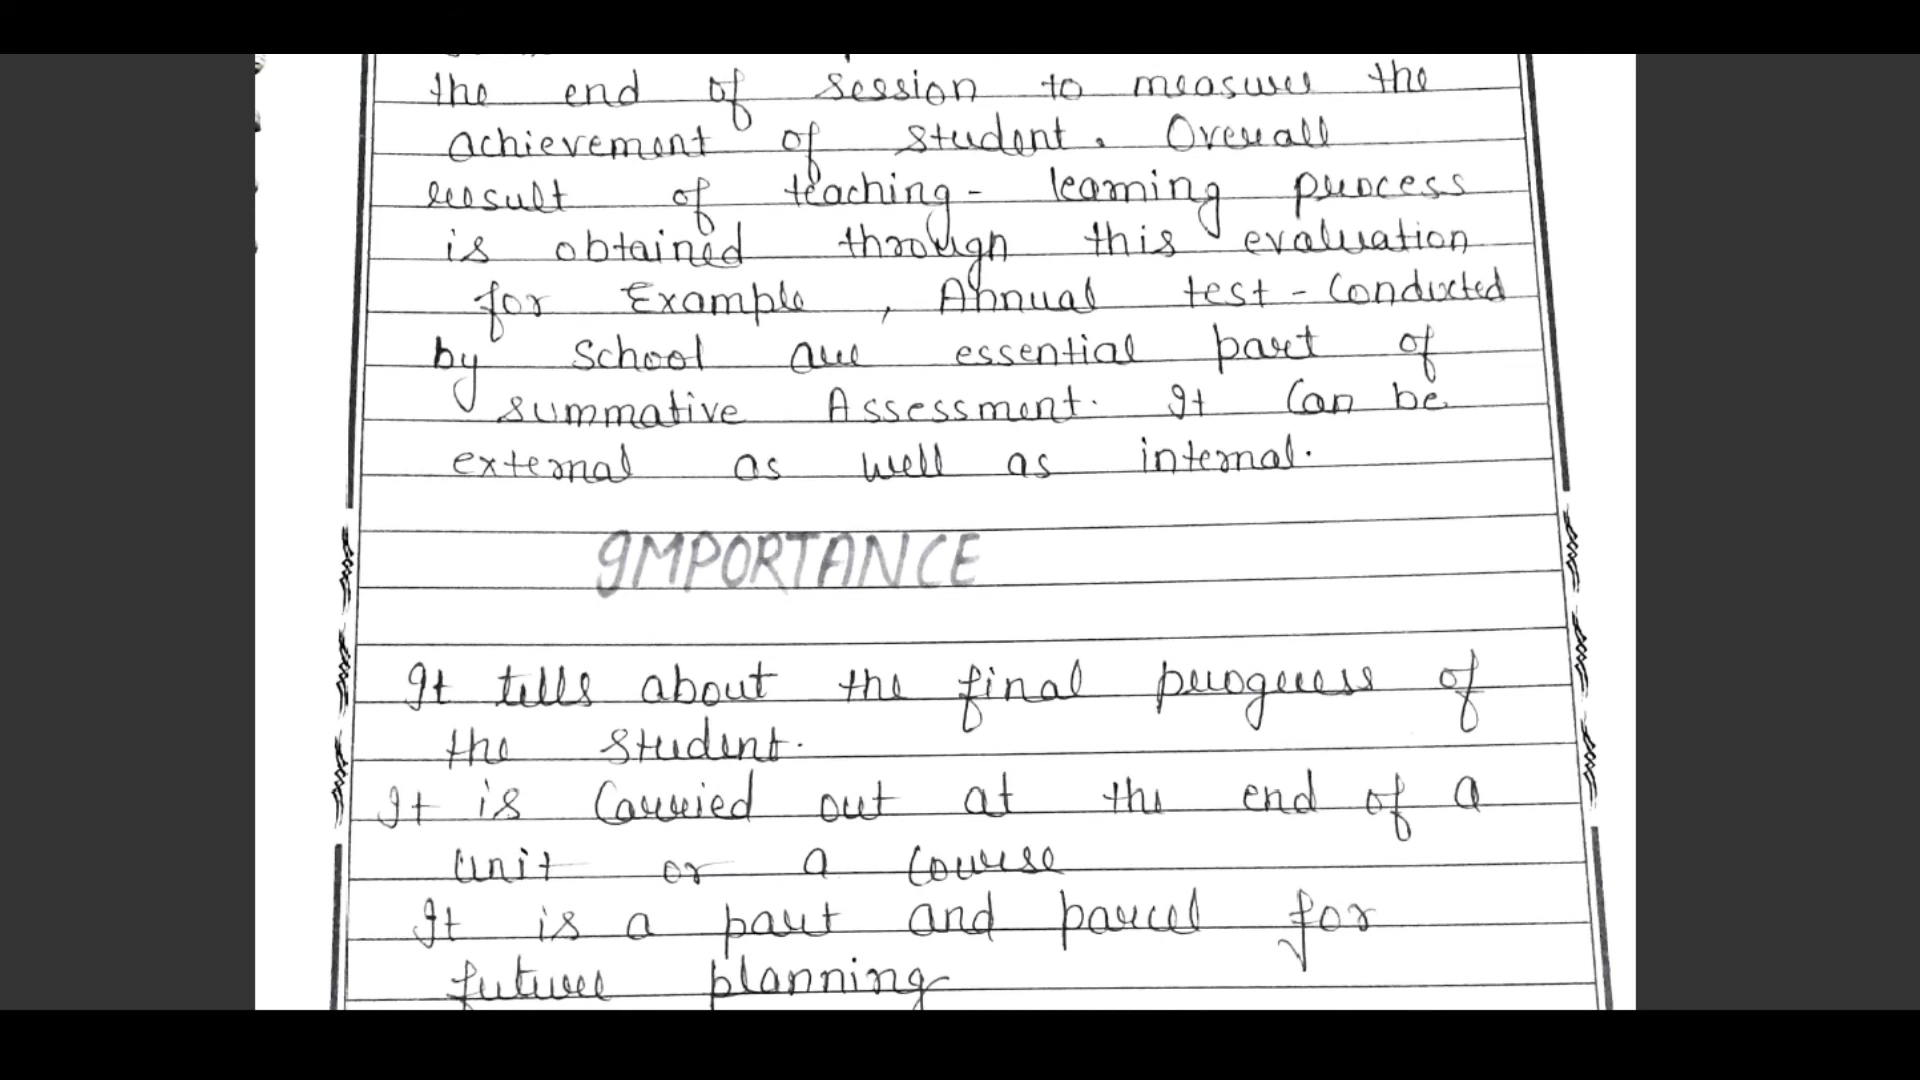 the end of session to measure the
achievement of student. Overall
result of teaching - learning process
is obtained through this evaluation
for Example , Annual test - Conducted
by School are essential part of
summative Assessment. It Can be
external as well as internal.
IMPORTANCE
It tells about the final progress of
the student.
It is Carried out at the end of a
unit or a Course
It is a part and parcel for
future planning